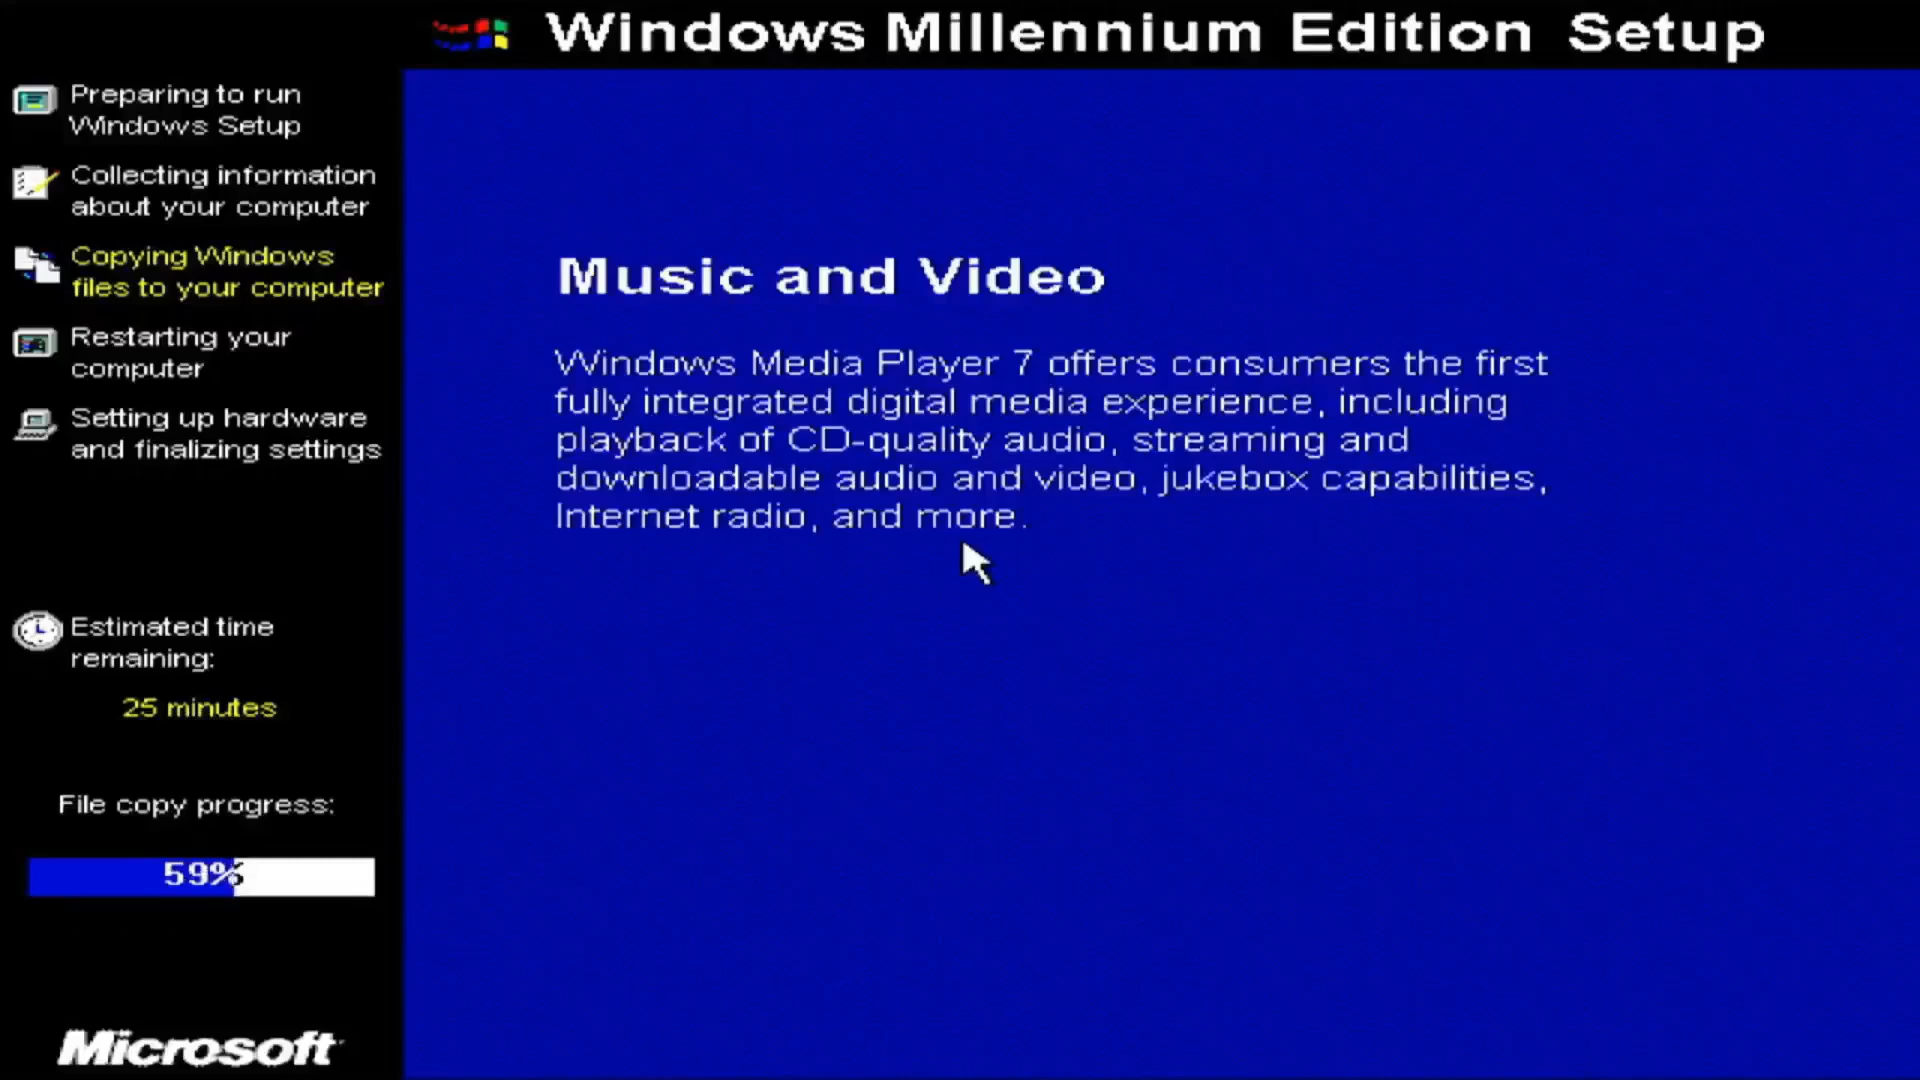 Windows Millennium Edition Setup
Preparing to run
Windows Setup
Collecting information
about your computer
Copying Windows
files to your computer
Restarting your
computer
Setting up hardware
and finalizing settings
Estimated time
remaining:
25 minutes
File copy progress:
59%
Microsoft
Music and Video
Windows Media Player 7 offers consumers the first
fully integrated digital media experience, including
playback of CD-quality audio, streaming and
downloadable audio and video, jukebox capabilities,
Internet radio, and more.